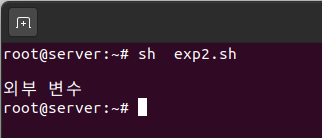 root@server:~# sh  exp2.sh
외부 변수
root@server:~#